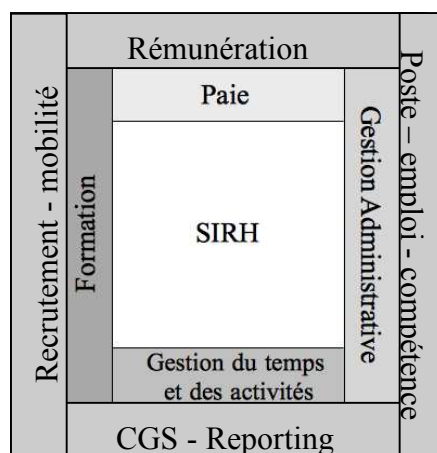 Rémunération
Recrutement - mobilité
Formation
Paie
SIRH
Gestion du temps
et des activités
Gestion Administrative
Poste – emploi - compétence
CGS - Reporting